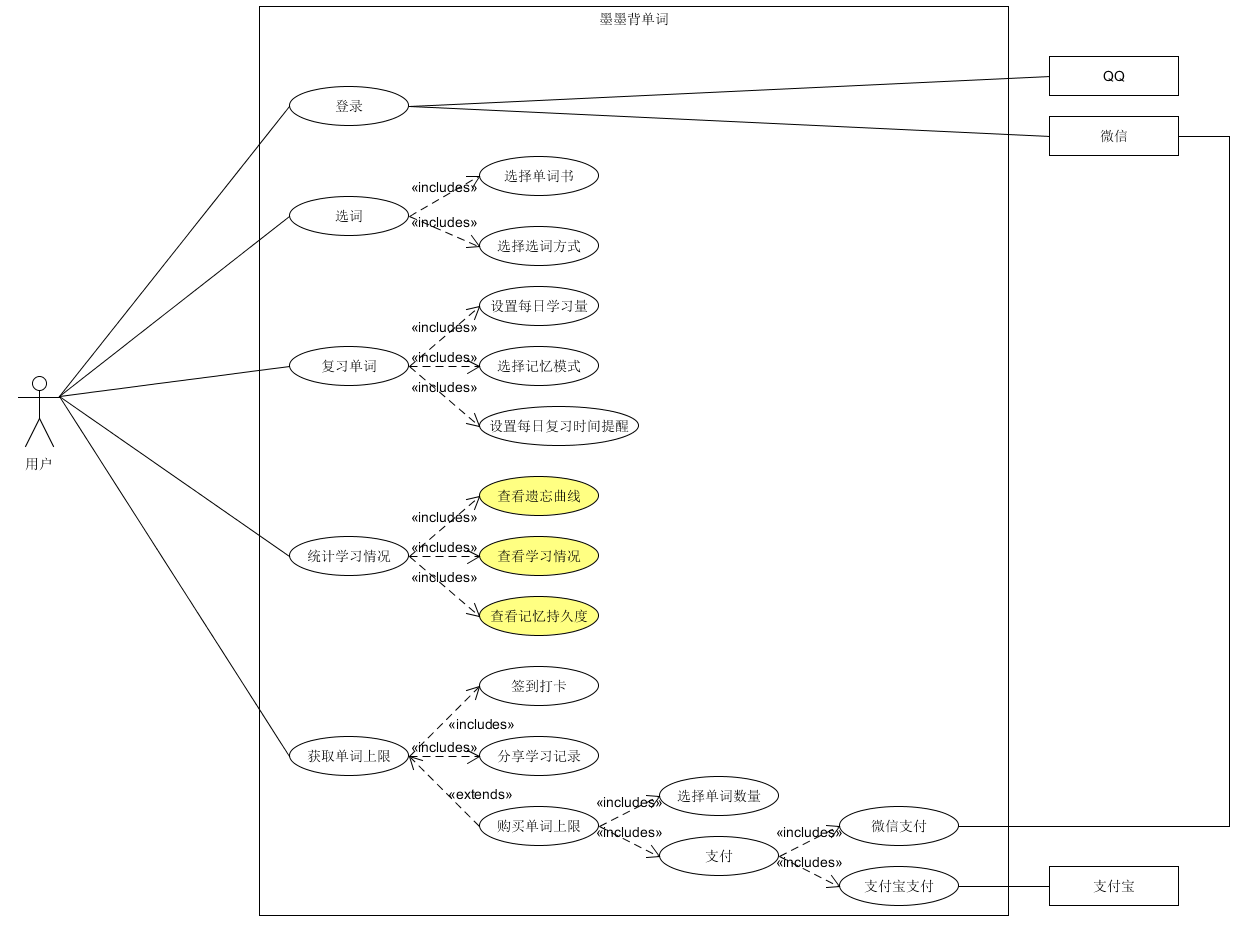 墨墨背单词
QQ
登录
微信
选择单词书
«includes»
选词
«includes»
选择选词方式
设置每日学习量
«includes»
«includes»
复习单词
选择记忆模式
«includes»
设置每日复习时间提醒
用户
查看遗忘曲线
«includes»
«includes»
统计学习情况
查看学习情况
«includes»
查看记忆持久度
签到打卡
«includes»
«includes»
获取单词上限
分享学习记录
«extends»
选择单词数量
«includes»
购买单词上限
微信支付
«includes»
«includes»
支付
«includes»
支付宝支付
支付宝